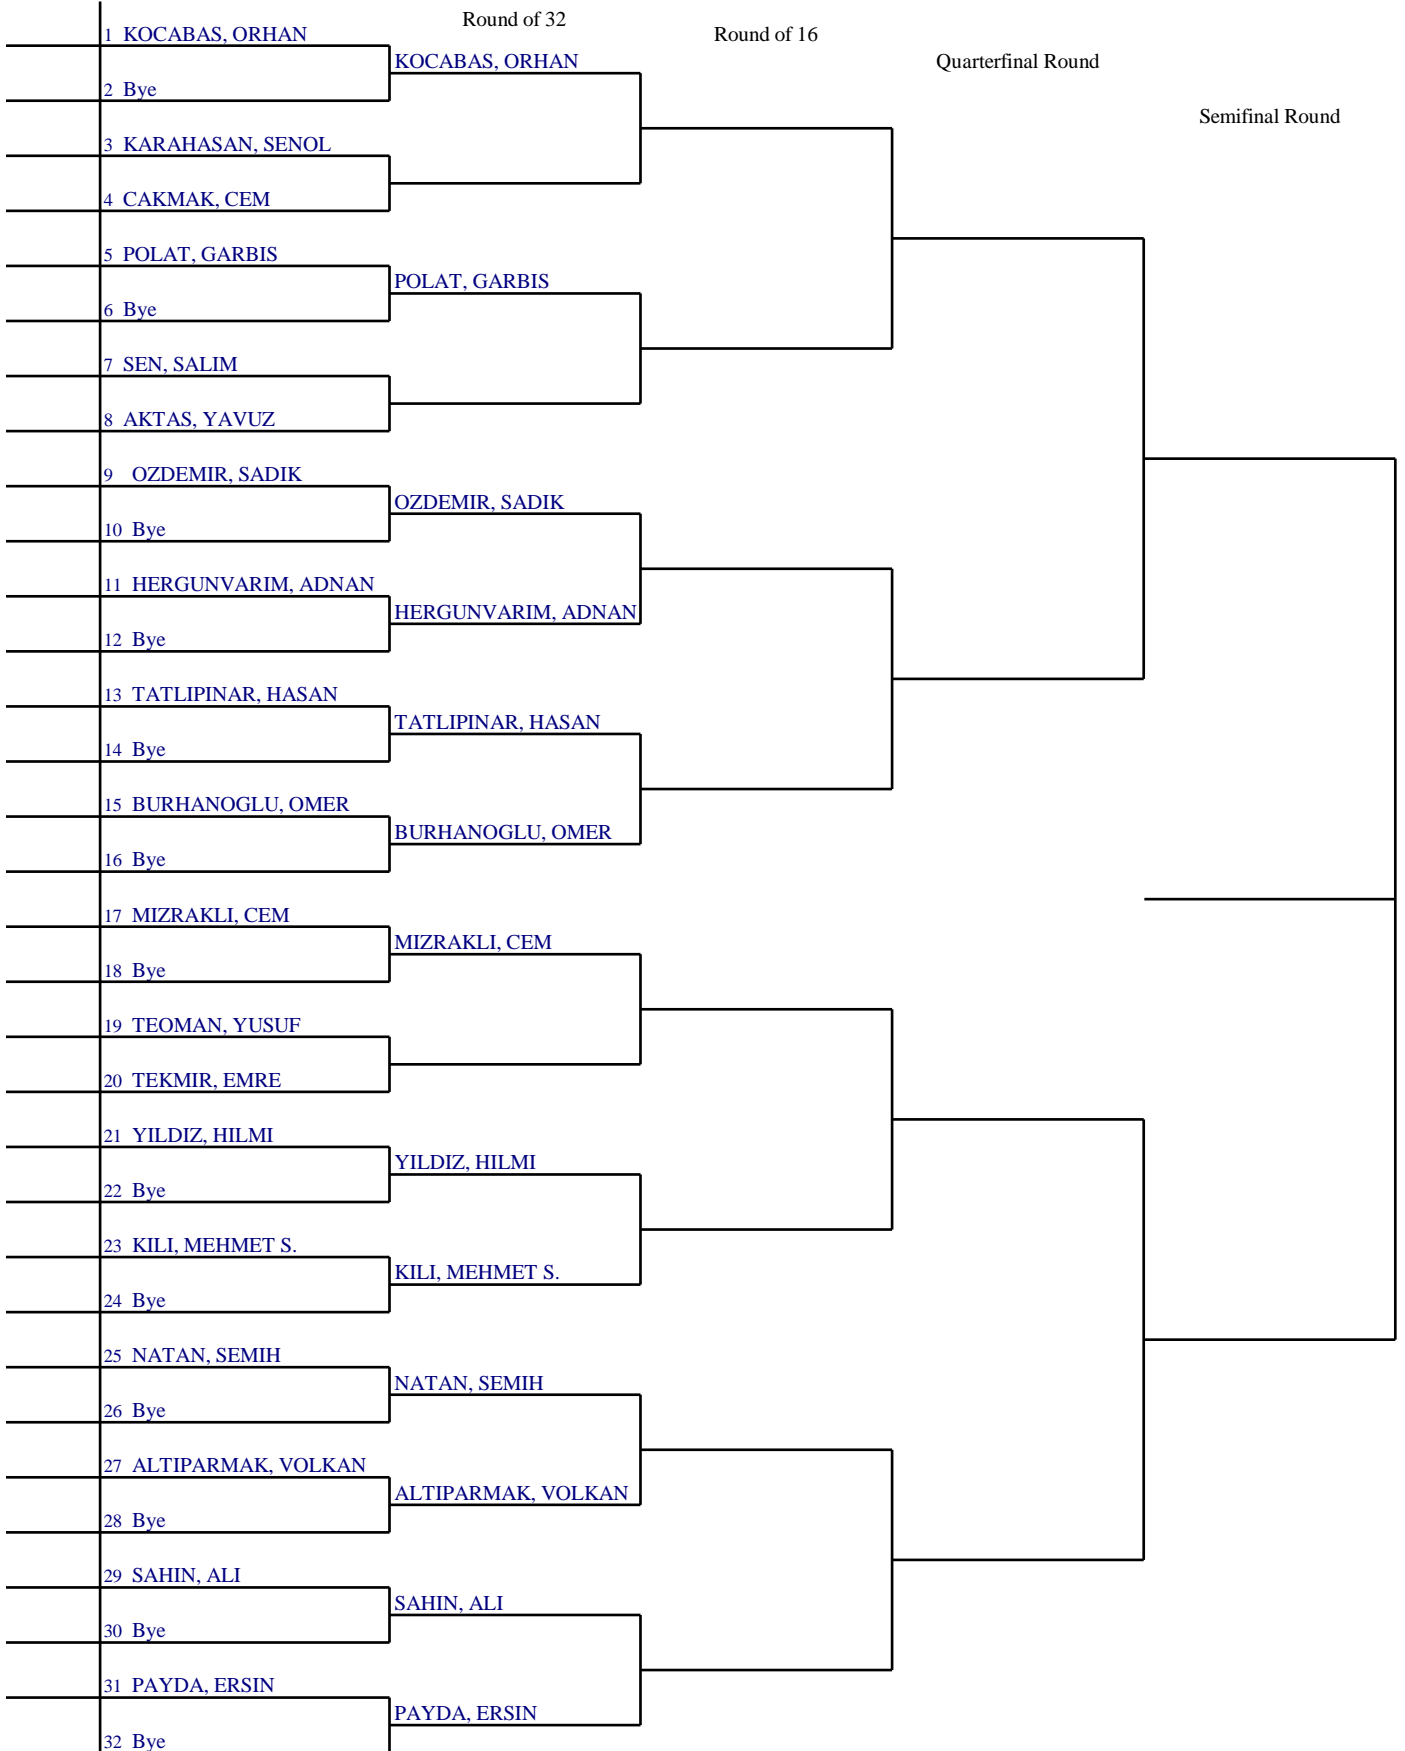 Round of 32
Round of 16
Quarterfinal Round
Semifinal Round
1 KOCABAS, ORHAN
KOCABAS, ORHAN
2 Bye
3 KARAHASAN, SENOL
4 CAKMAK, CEM
5 POLAT, GARBIS
POLAT, GARBIS
6 Bye
7 SEN, SALIM
8 AKTAS, YAVUZ
9 OZDEMIR, SADIK
OZDEMIR, SADIK
10 Bye
11 HERGUNVARIM, ADNAN
HERGUNVARIM, ADNAN
12 Bye
13 TATLIPINAR, HASAN
TATLIPINAR, HASAN
14 Bye
15 BURHANOGLU, OMER
BURHANOGLU, OMER
16 Bye
17 MIZRAKLI, CEM
MIZRAKLI, CEM
18 Bye
19 TEOMAN, YUSUF
20 TEKMIR, EMRE
21 YILDIZ, HILMI
YILDIZ, HILMI
22 Bye
23 KILI, MEHMET S.
KILI, MEHMET S.
24 Bye
25 NATAN, SEMIH
NATAN, SEMIH
26 Bye
27 ALTIPARMAK, VOLKAN
ALTIPARMAK, VOLKAN
28 Bye
29 SAHIN, ALI
SAHIN, ALI
30 Bye
31 PAYDA, ERSIN
PAYDA, ERSIN
32 Bye